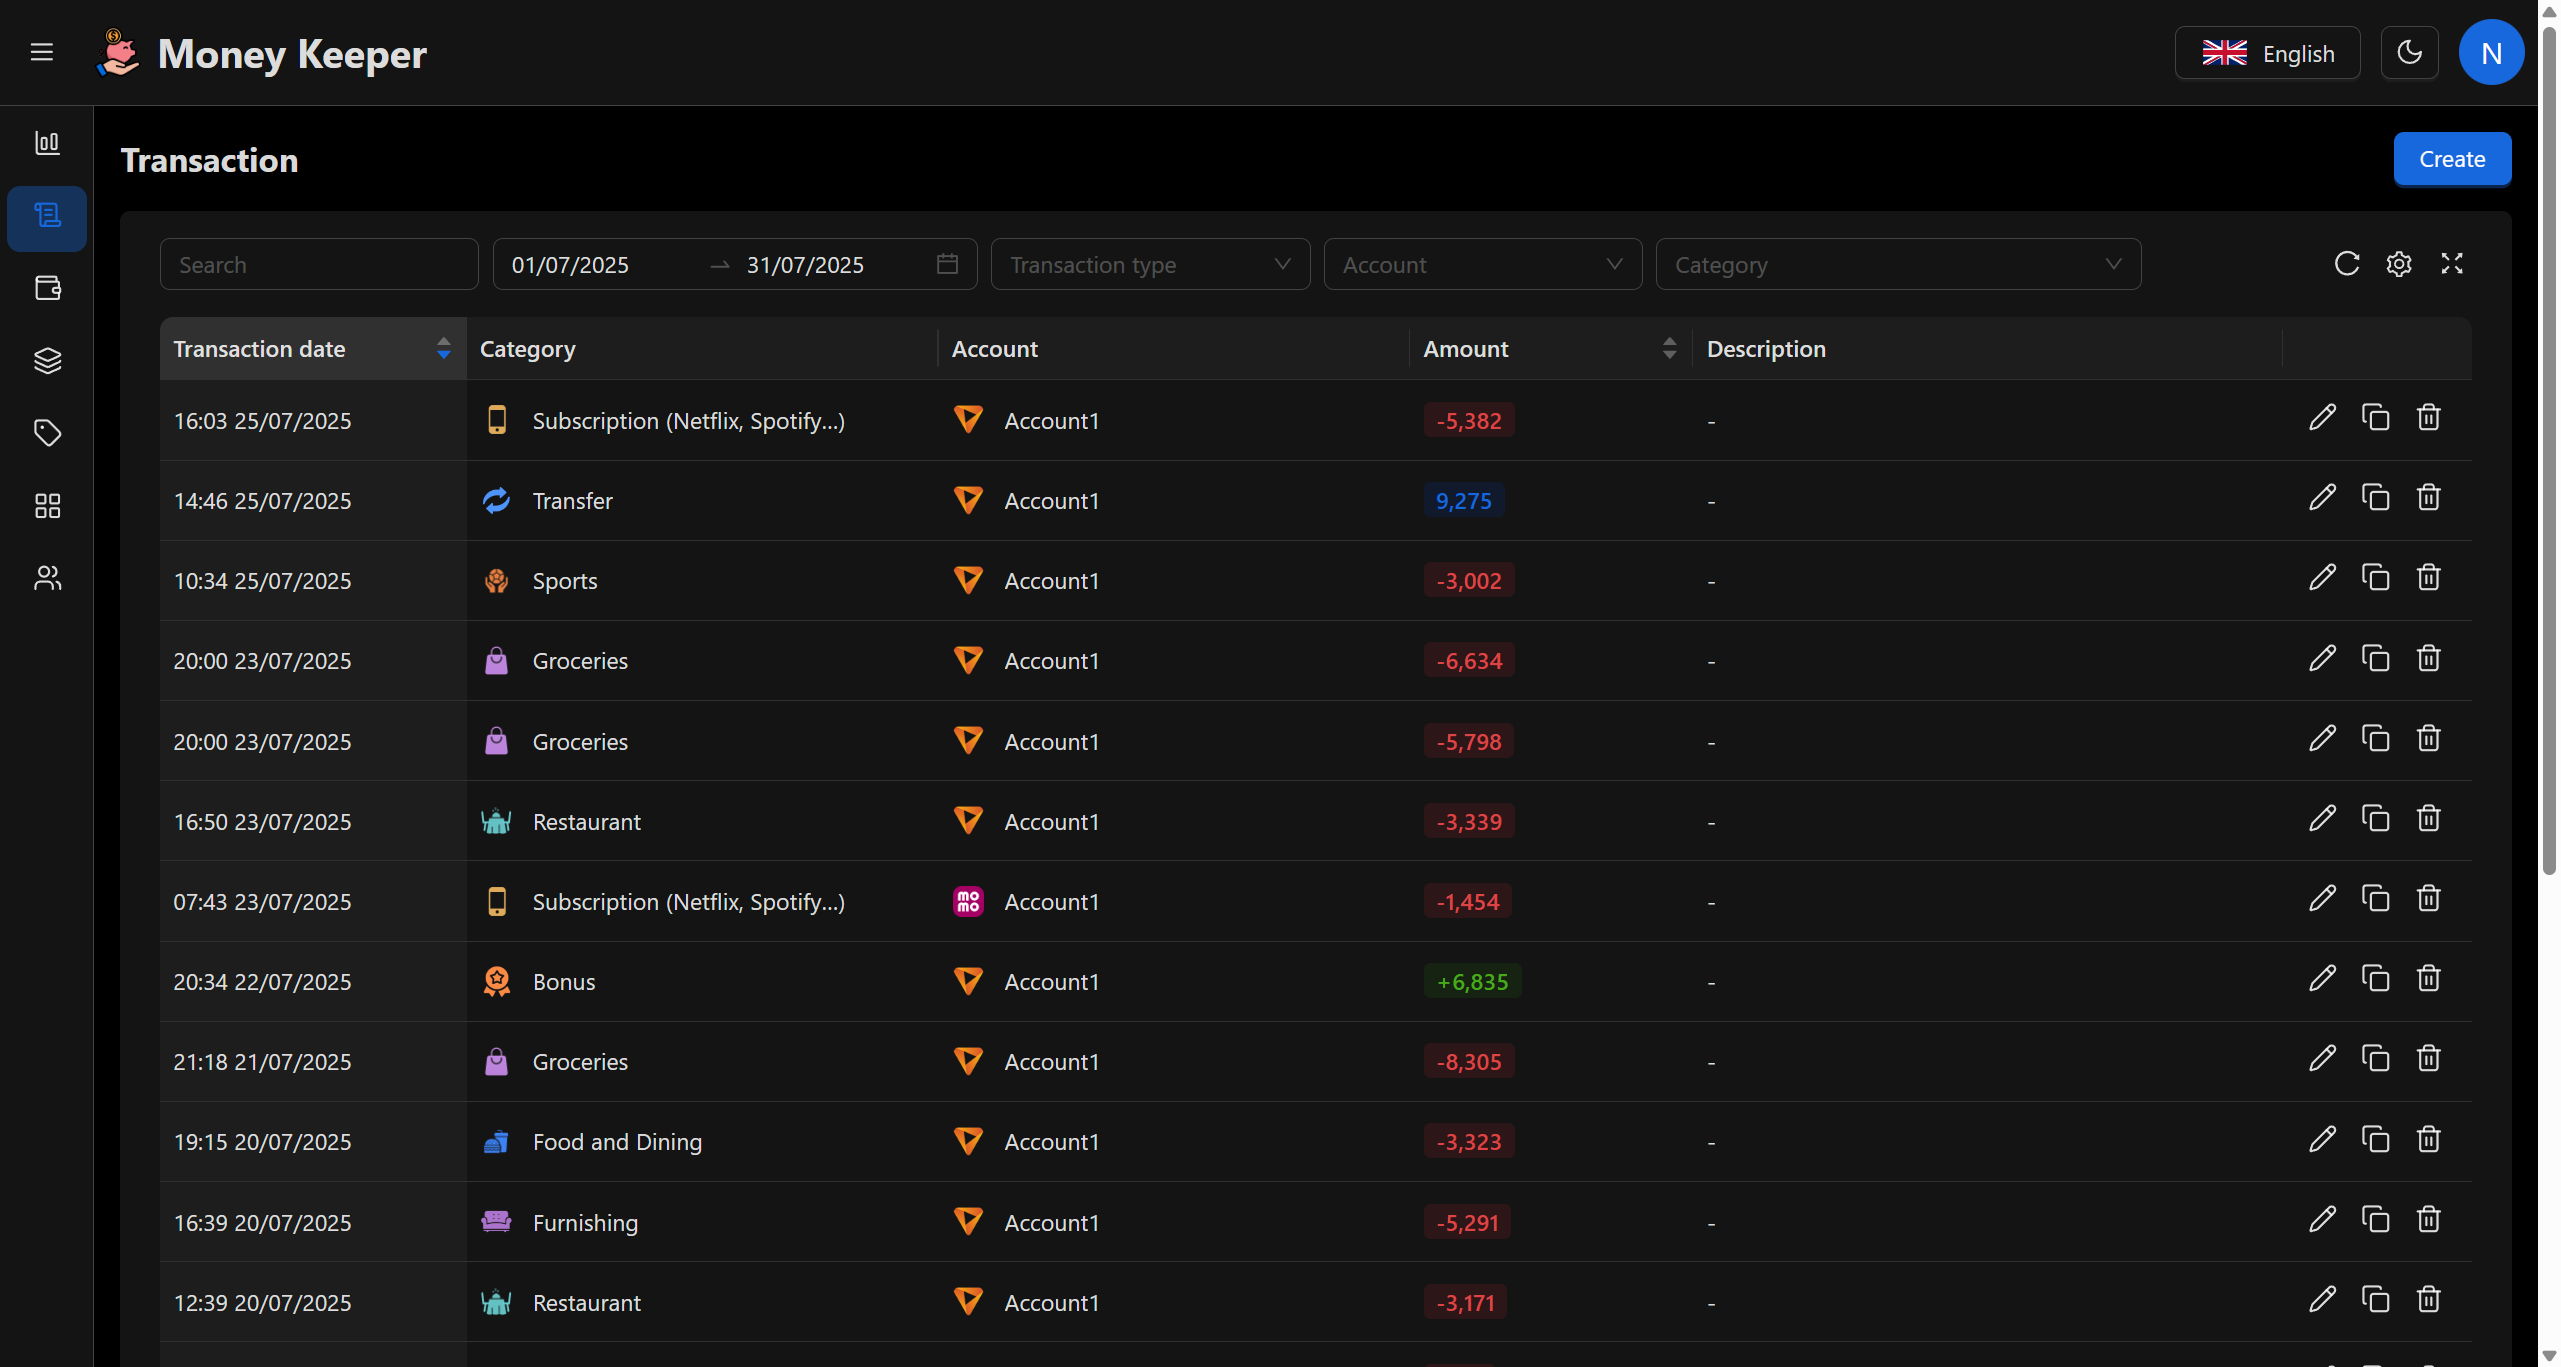 Money Keeper
English
N
Transaction
Create
Search
01/07/2025
31/07/2025
Transaction type
Account
Category
Transaction date
Category
Account
Amount
Description
16:03 25/07/2025 Subscription (Netflix, Spotify...) Account1 -5,382 -
14:46 25/07/2025 Transfer Account1 9,275 -
10:34 25/07/2025 Sports Account1 -3,002 -
20:00 23/07/2025 Groceries Account1 -6,634 -
20:00 23/07/2025 Groceries Account1 -5,798 -
16:50 23/07/2025 Restaurant Account1 -3,339 -
07:43 23/07/2025 Subscription (Netflix, Spotify...) mo mo Account1 -1,454 -
20:34 22/07/2025 Bonus Account1 +6,835 -
21:18 21/07/2025 Groceries Account1 -8,305 -
19:15 20/07/2025 Food and Dining Account1 -3,323 -
16:39 20/07/2025 Furnishing Account1 -5,291 -
12:39 20/07/2025 Restaurant Account1 -3,171 -